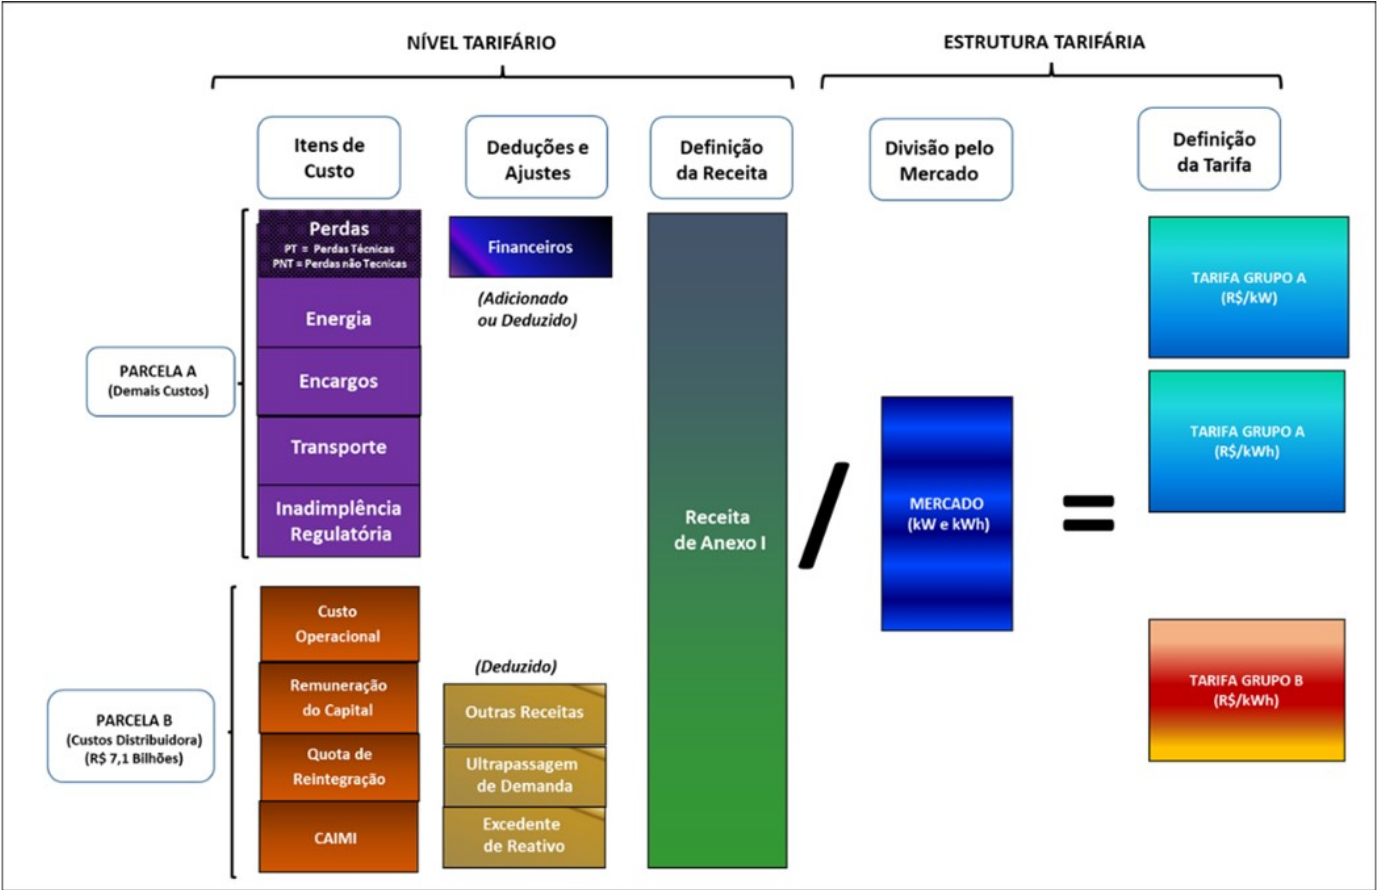 NÍVEL TARIFÁRIO
ESTRUTURA TARIFÁRIA
Itens de
Custo
Deduções e
Ajustes
Definição
da Receita
Divisão pelo
Mercado
Definição
da Tarifa
PARCELA A
(Demais Custos)
Perdas
PT = Perdas Técnicas
PNT = Perdas não Tecnicas
Energia
Encargos
Transporte
Inadimplência
Regulatória
Financeiros
(Adicionado
ou Deduzido)
PARCELA B
(Custos Distribuidora)
(R$ 7,1 Bilhões)
Custo
Operacional
Remuneração
do Capital
Quota de
Reintegração
CAIMI
(Deduzido)
Outras Receitas
Ultrapassagem
de Demanda
Excedente
de Reativo
Receita
de Anexo I
/
MERCADO
(kW e kWh)
=
TARIFA GRUPO A
(R$/kW)
TARIFA GRUPO A
(R$/kWh)
TARIFA GRUPO B
(R$/kWh)